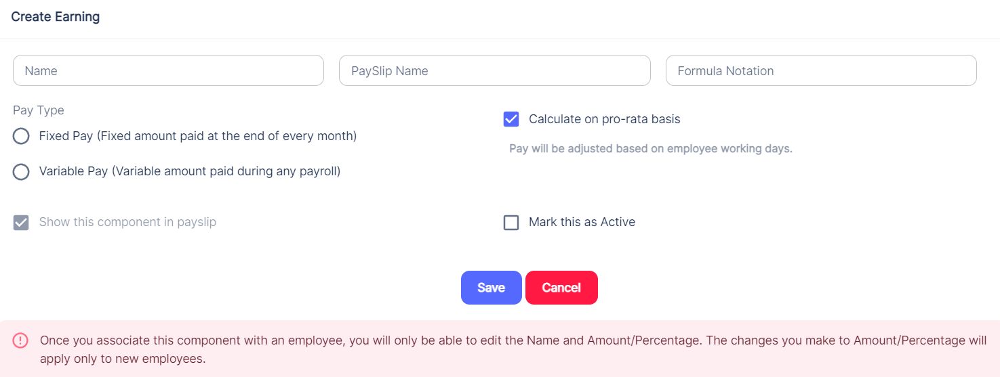 Create Earning
Name
PaySlip Name
Formula Notation
Pay Type
Fixed Pay (Fixed amount paid at the end of every month)
Variable Pay (Variable amount paid during any payroll)
Calculate on pro-rata basis
Pay will be adjusted based on employee working days.
Show this component in payslip
Mark this as Active
Save
Cancel
Once you associate this component with an employee, you will only be able to edit the Name and Amount/Percentage. The changes you make to Amount/Percentage will
apply only to new employees.